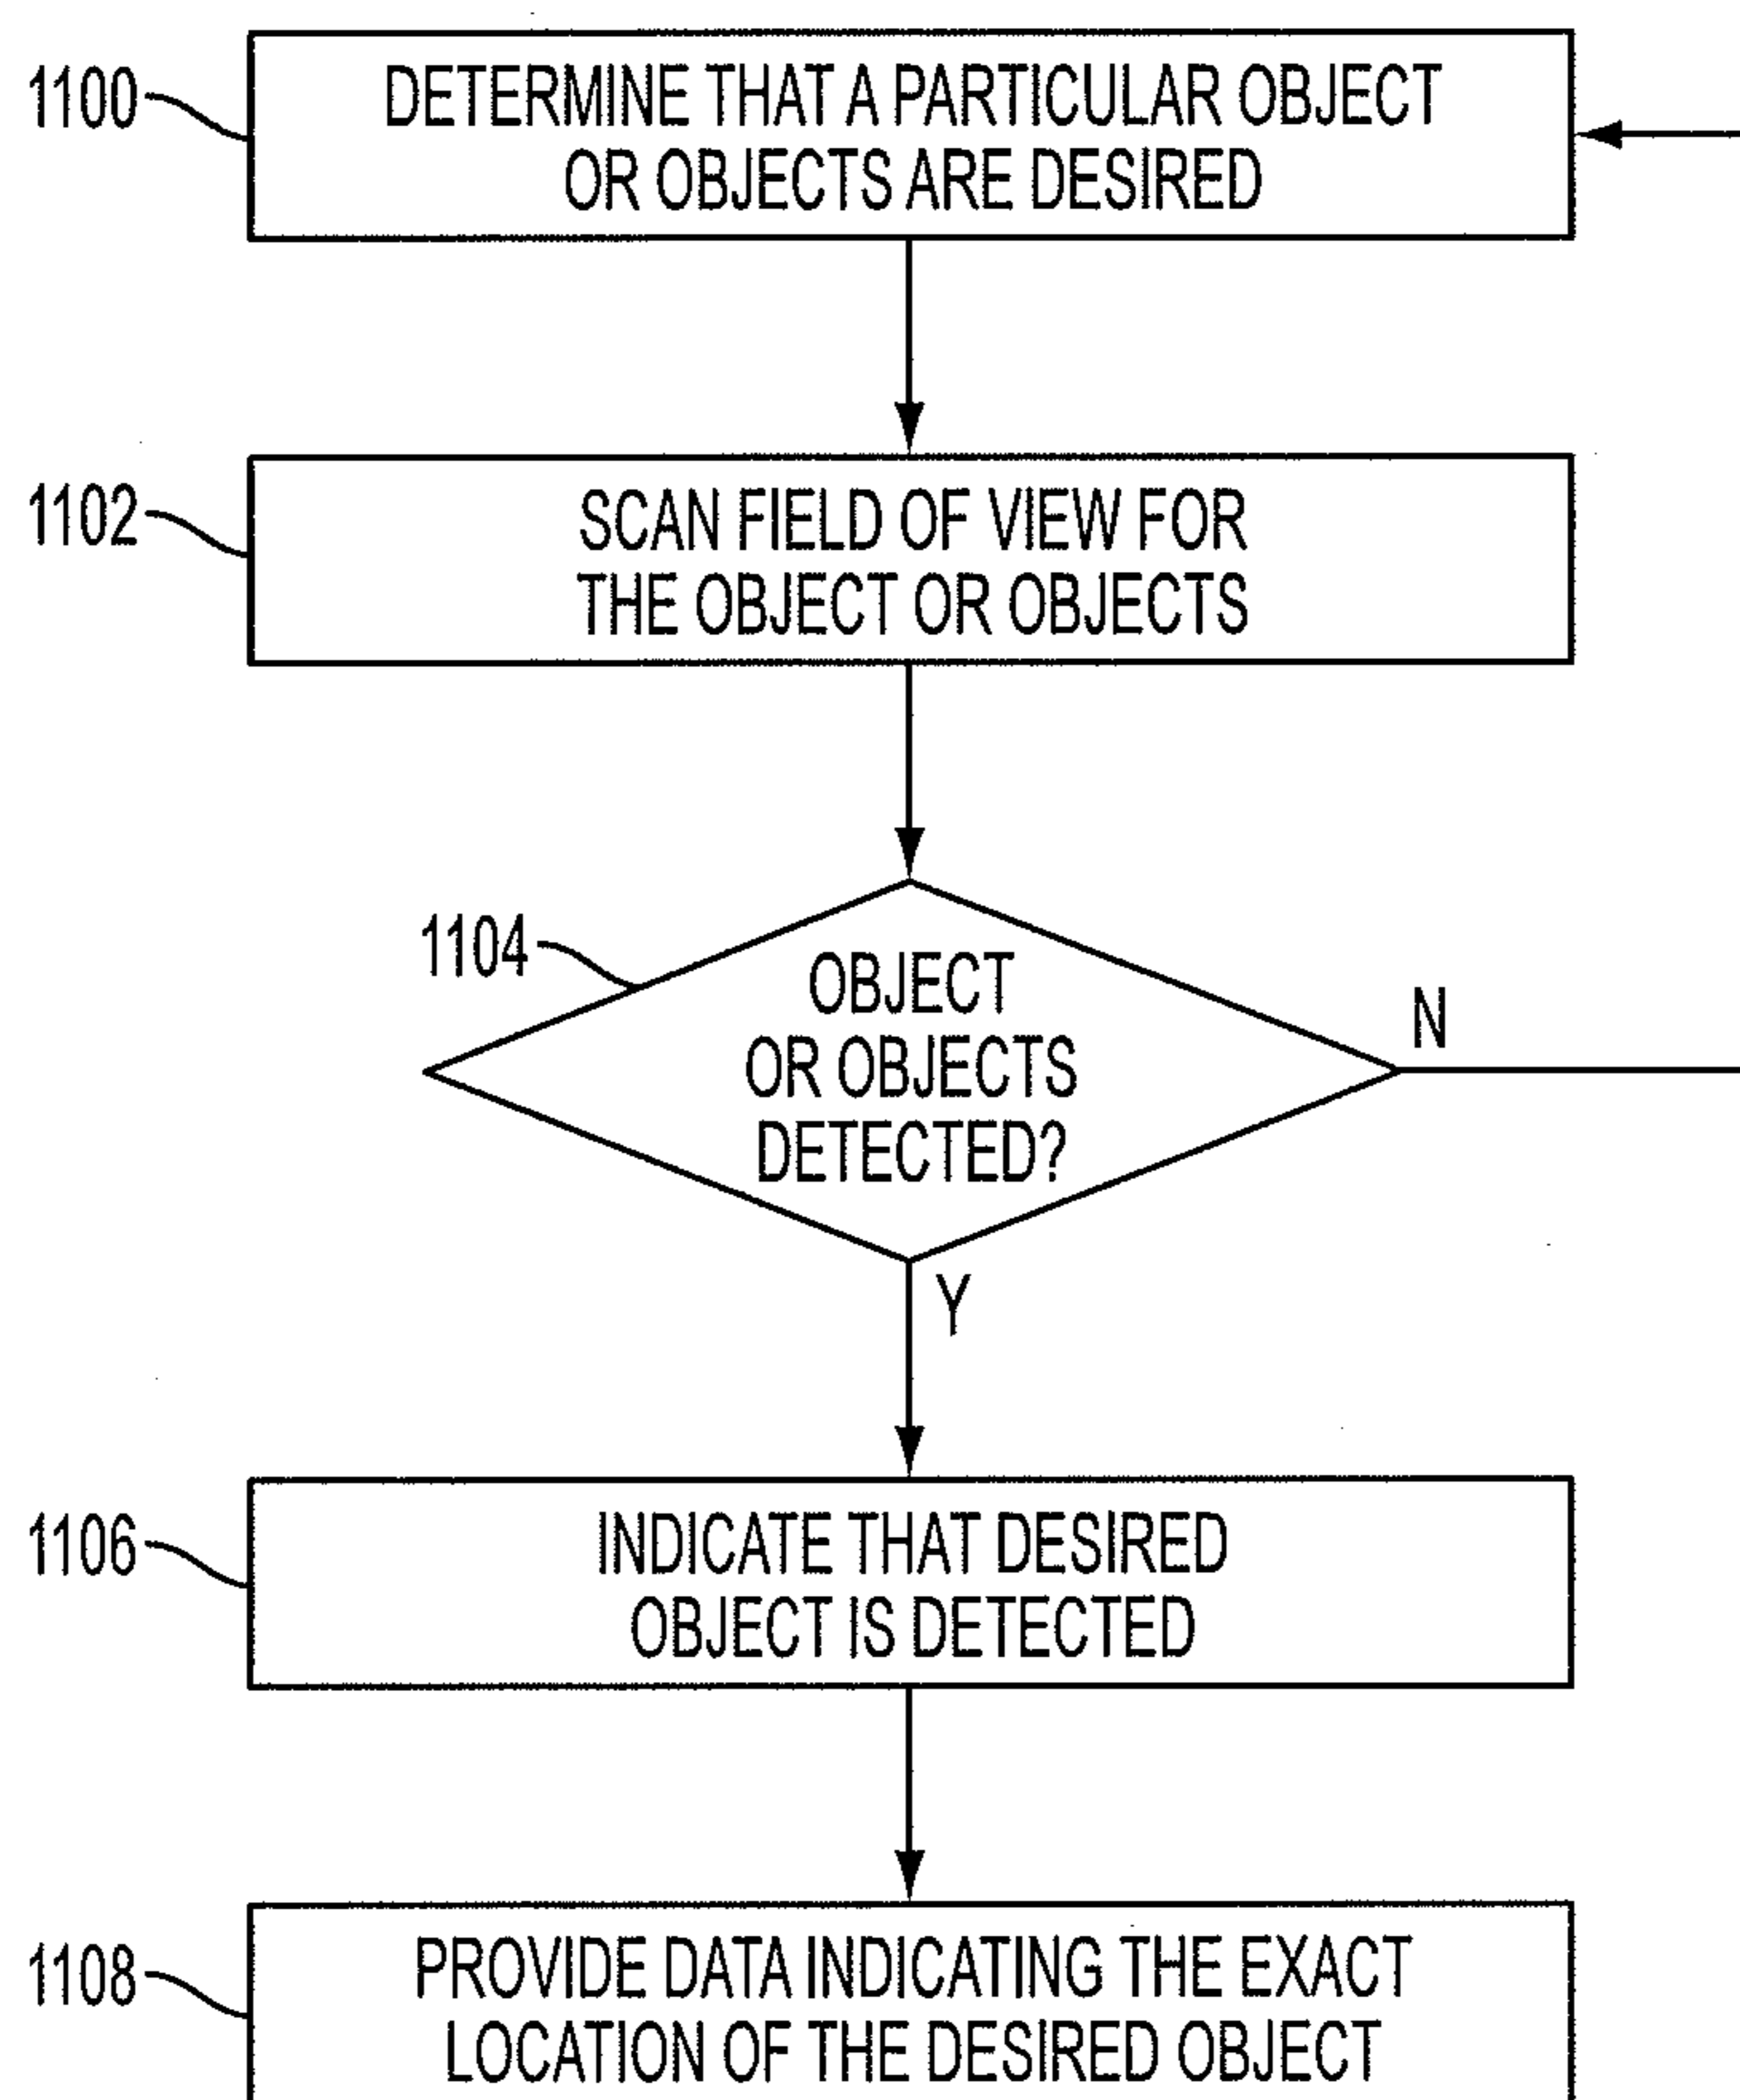 1100
DETERMINE THAT A PARTICULAR OBJECT
OR OBJECTS ARE DESIRED
1102
SCAN FIELD OF VIEW FOR
THE OBJECT OR OBJECTS
1104
OBJECT
OR OBJECTS
DETECTED?
N
Y
1106
INDICATE THAT DESIRED
OBJECT IS DETECTED
1108
PROVIDE DATA INDICATING THE EXACT
LOCATION OF THE DESIRED OBJECT